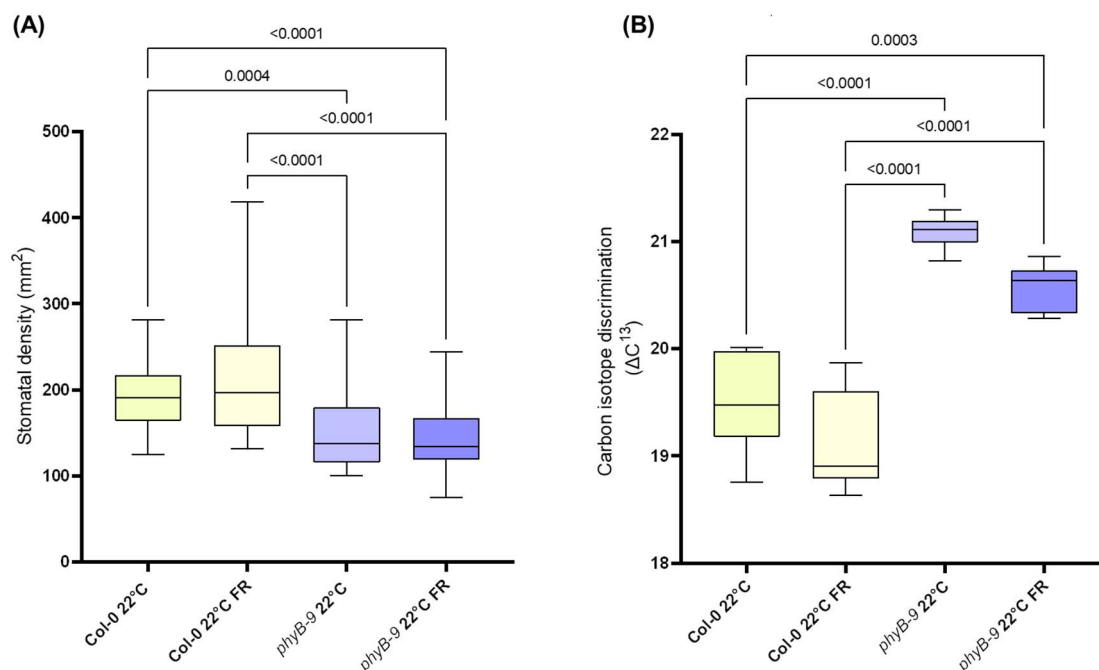 (A)
<0.0001
0.0004
<0.0001
<0.0001
Stomatal density (mm²)
500
400
300
200
100
0
Col-0 22°C
Col-0 22°C FR
phyB-9 22°C
phyB-9 22°C FR
(B)
0.0003
<0.0001
<0.0001
<0.0001
Carbon isotope discrimination
(ΔC¹³)
22
21
20
19
18
Col-0 22°C
Col-0 22°C FR
phyB-9 22°C
phyB-9 22°C FR